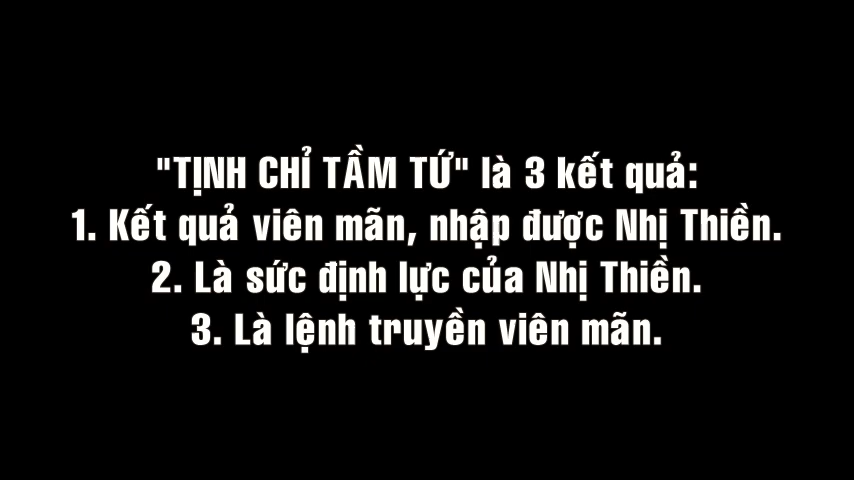 "TỊNH CHỈ TẦM TỨ" là 3 kết quả:
1. Kết quả viên mãn, nhập được Nhị Thiền.
2. Là sức định lực của Nhị Thiền.
3. Là lệnh truyền viên mãn.